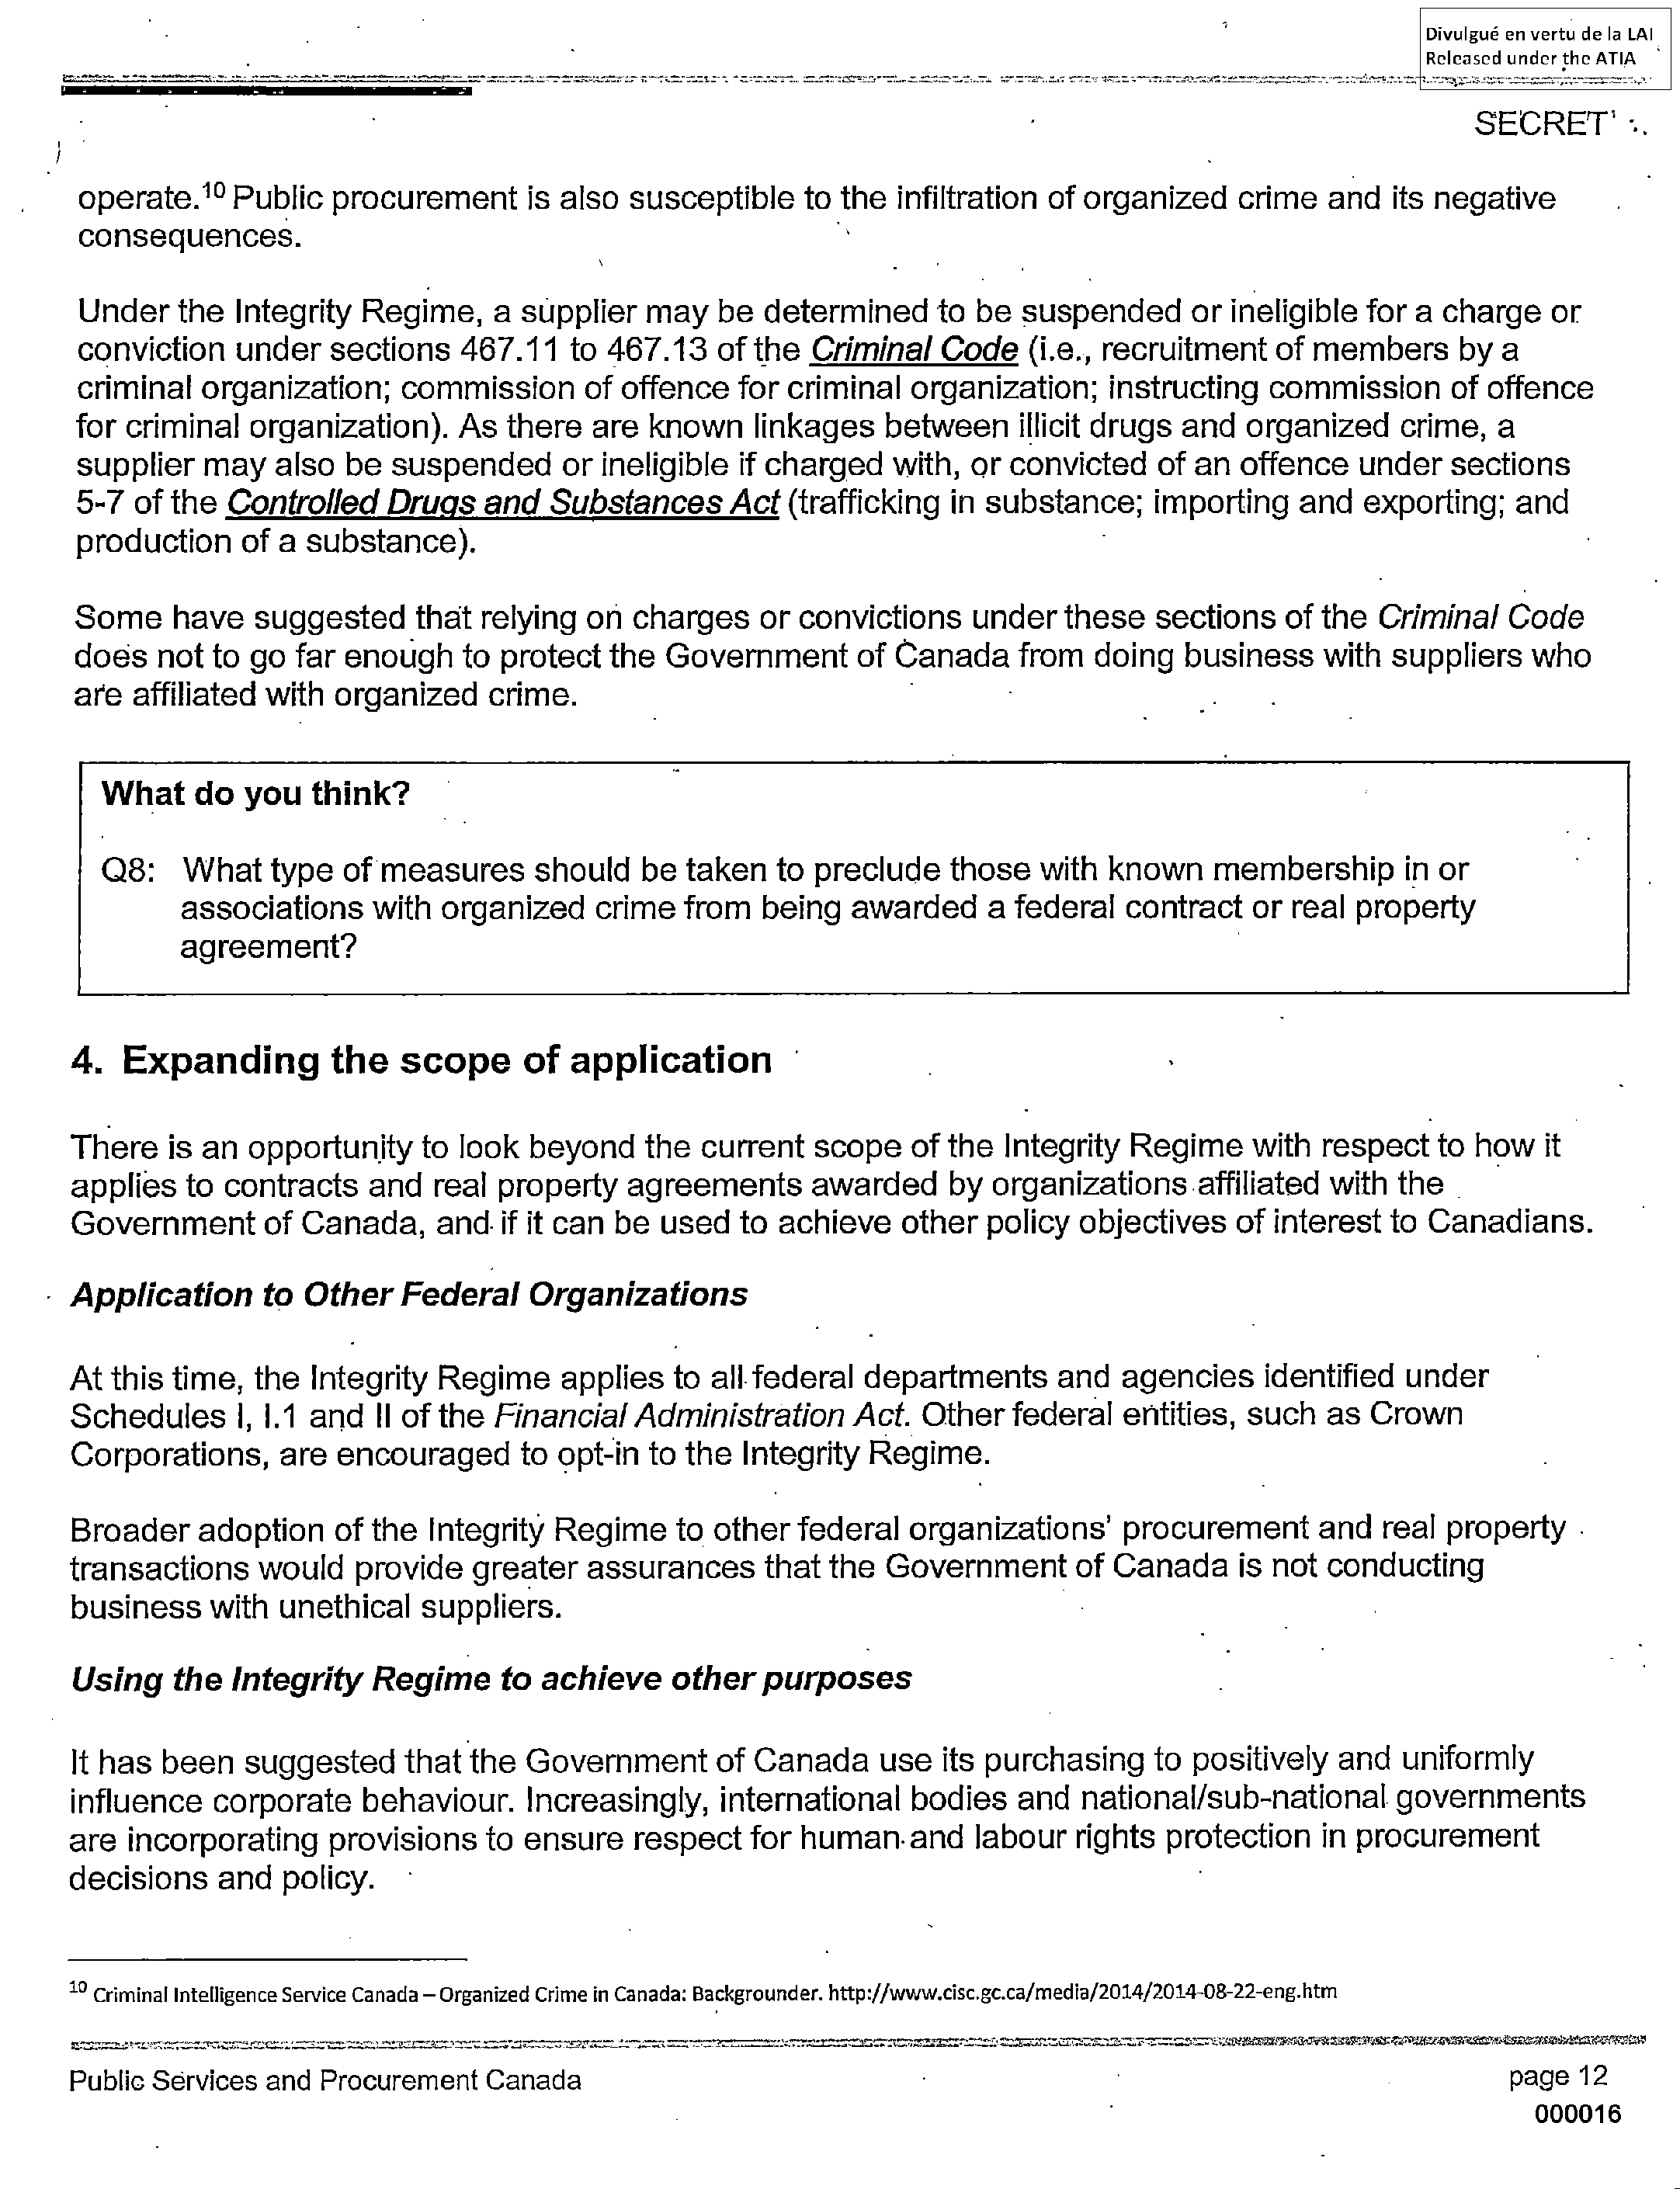 Divulgué en vertu de la LAI
Released under the ATIA
SECRET
operate.¹⁰ Public procurement is also susceptible to the infiltration of organized crime and its negative
consequences.
Under the Integrity Regime, a supplier may be determined to be suspended or ineligible for a charge or
conviction under sections 467.11 to 467.13 of the Criminal Code (i.e., recruitment of members by a
criminal organization; commission of offence for criminal organization; instructing commission of offence
for criminal organization). As there are known linkages between illicit drugs and organized crime, a
supplier may also be suspended or ineligible if charged with, or convicted of an offence under sections
5-7 of the Controlled Drugs and Substances Act (trafficking in substance; importing and exporting; and
production of a substance).
Some have suggested that relying on charges or convictions under these sections of the Criminal Code
does not to go far enough to protect the Government of Canada from doing business with suppliers who
are affiliated with organized crime.
What do you think?
Q8: What type of measures should be taken to preclude those with known membership in or
associations with organized crime from being awarded a federal contract or real property
agreement?
4. Expanding the scope of application
There is an opportunity to look beyond the current scope of the Integrity Regime with respect to how it
applies to contracts and real property agreements awarded by organizations affiliated with the
Government of Canada, and if it can be used to achieve other policy objectives of interest to Canadians.
Application to Other Federal Organizations
At this time, the Integrity Regime applies to all federal departments and agencies identified under
Schedules I, I.1 and II of the Financial Administration Act. Other federal entities, such as Crown
Corporations, are encouraged to opt-in to the Integrity Regime.
Broader adoption of the Integrity Regime to other federal organizations' procurement and real property
transactions would provide greater assurances that the Government of Canada is not conducting
business with unethical suppliers.
Using the Integrity Regime to achieve other purposes
It has been suggested that the Government of Canada use its purchasing to positively and uniformly
influence corporate behaviour. Increasingly, international bodies and national/sub-national governments
are incorporating provisions to ensure respect for human and labour rights protection in procurement
decisions and policy.
¹⁰ Criminal Intelligence Service Canada – Organized Crime in Canada: Backgrounder. http://www.cisc.gc.ca/media/2014/2014-08-22-eng.htm
Public Services and Procurement Canada
page 12
000016